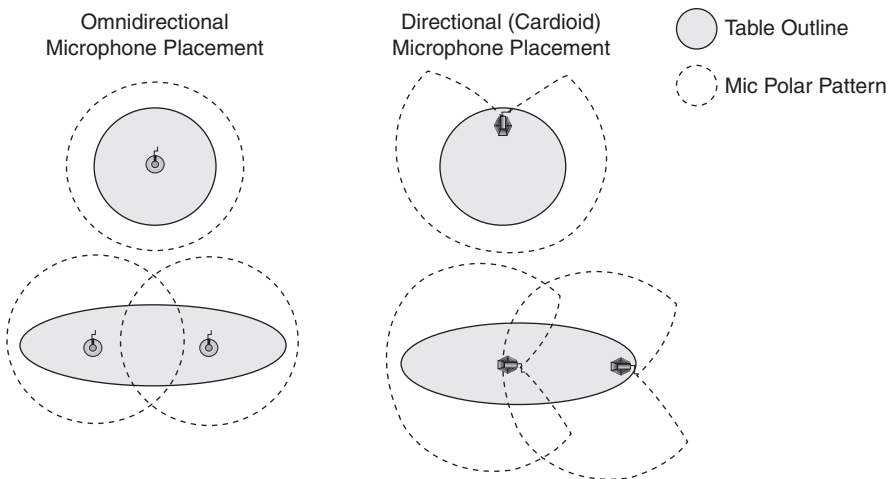 Omnidirectional
Microphone Placement
Directional (Cardioid)
Microphone Placement
Table Outline
Mic Polar Pattern